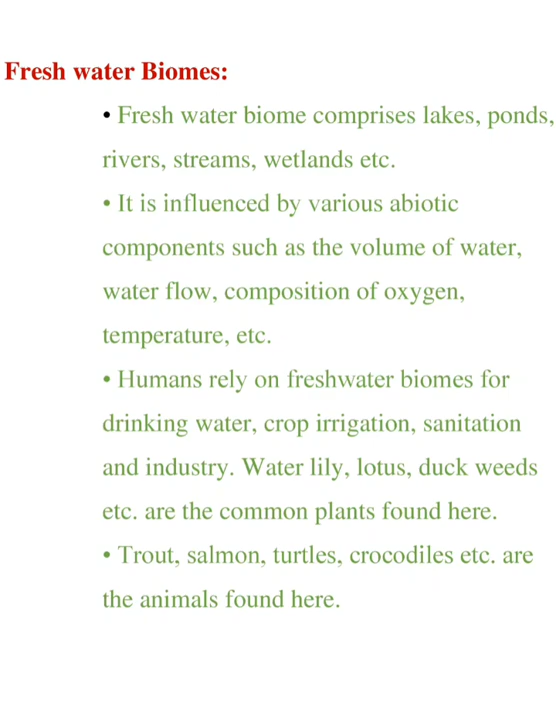 Fresh water Biomes:
• Fresh water biome comprises lakes, ponds,
rivers, streams, wetlands etc.
• It is influenced by various abiotic
components such as the volume of water,
water flow, composition of oxygen,
temperature, etc.
• Humans rely on freshwater biomes for
drinking water, crop irrigation, sanitation
and industry. Water lily, lotus, duck weeds
etc. are the common plants found here.
• Trout, salmon, turtles, crocodiles etc. are
the animals found here.